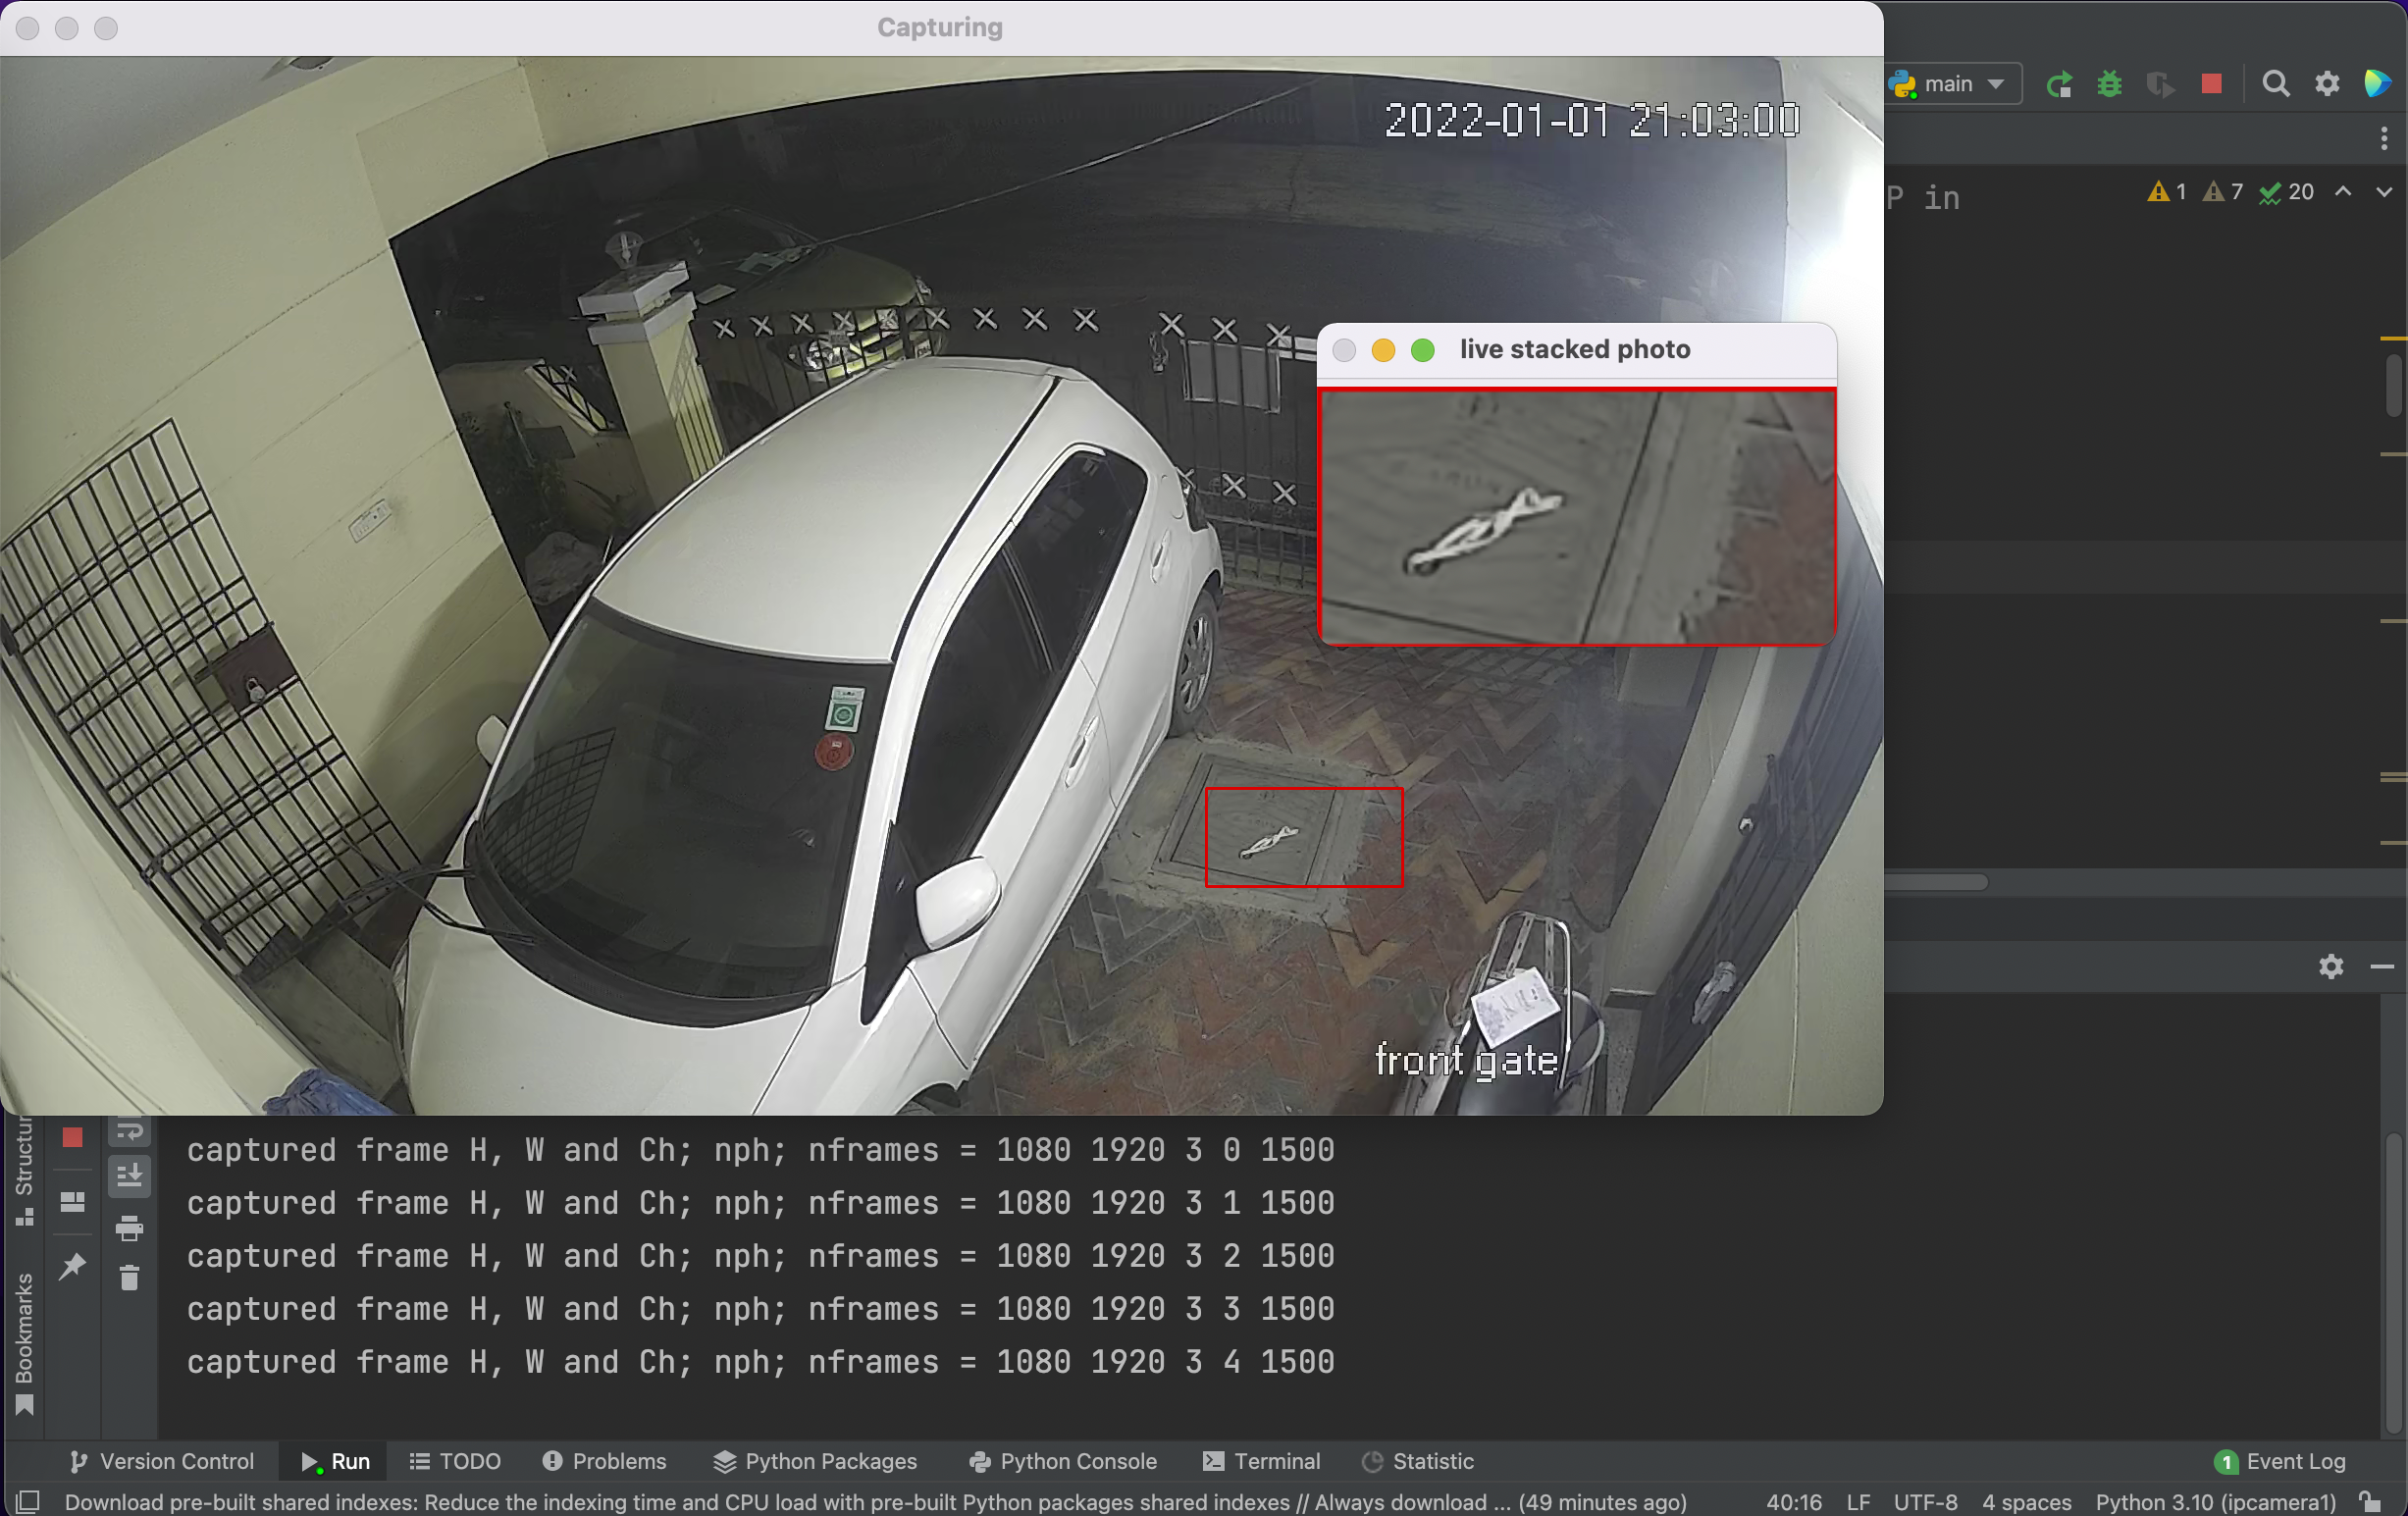 Capturing
main
2022-01-01 21:03:00
P in
1 7 20
live stacked photo
front gate
captured frame H, W and Ch; nph; nframes = 1080 1920 3 0 1500
captured frame H, W and Ch; nph; nframes = 1080 1920 3 1 1500
captured frame H, W and Ch; nph; nframes = 1080 1920 3 2 1500
captured frame H, W and Ch; nph; nframes = 1080 1920 3 3 1500
captured frame H, W and Ch; nph; nframes = 1080 1920 3 4 1500
Structur
Bookmarks
Version Control Run TODO Problems Python Packages Python Console Terminal Statistic 1 Event Log
Download pre-built shared indexes: Reduce the indexing time and CPU load with pre-built Python packages shared indexes // Always download ... (49 minutes ago) 40:16 LF UTF-8 4 spaces Python 3.10 (ipcamera1)